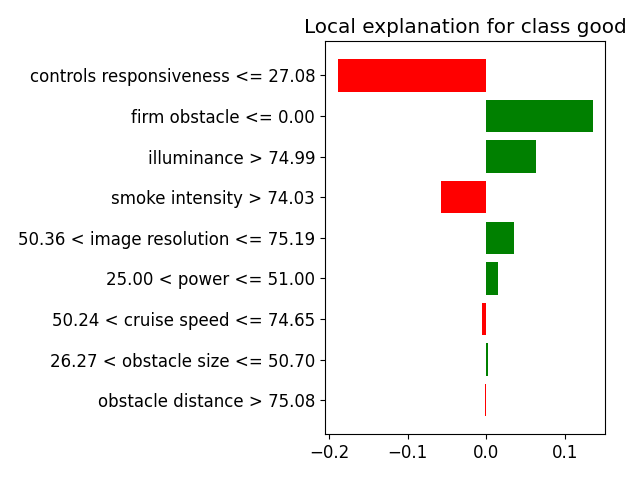 Local explanation for class good
controls responsiveness <= 27.08
firm obstacle <= 0.00
illuminance > 74.99
smoke intensity > 74.03
50.36 < image resolution <= 75.19
25.00 < power <= 51.00
50.24 < cruise speed <= 74.65
26.27 < obstacle size <= 50.70
obstacle distance > 75.08
−0.2 −0.1 0.0 0.1